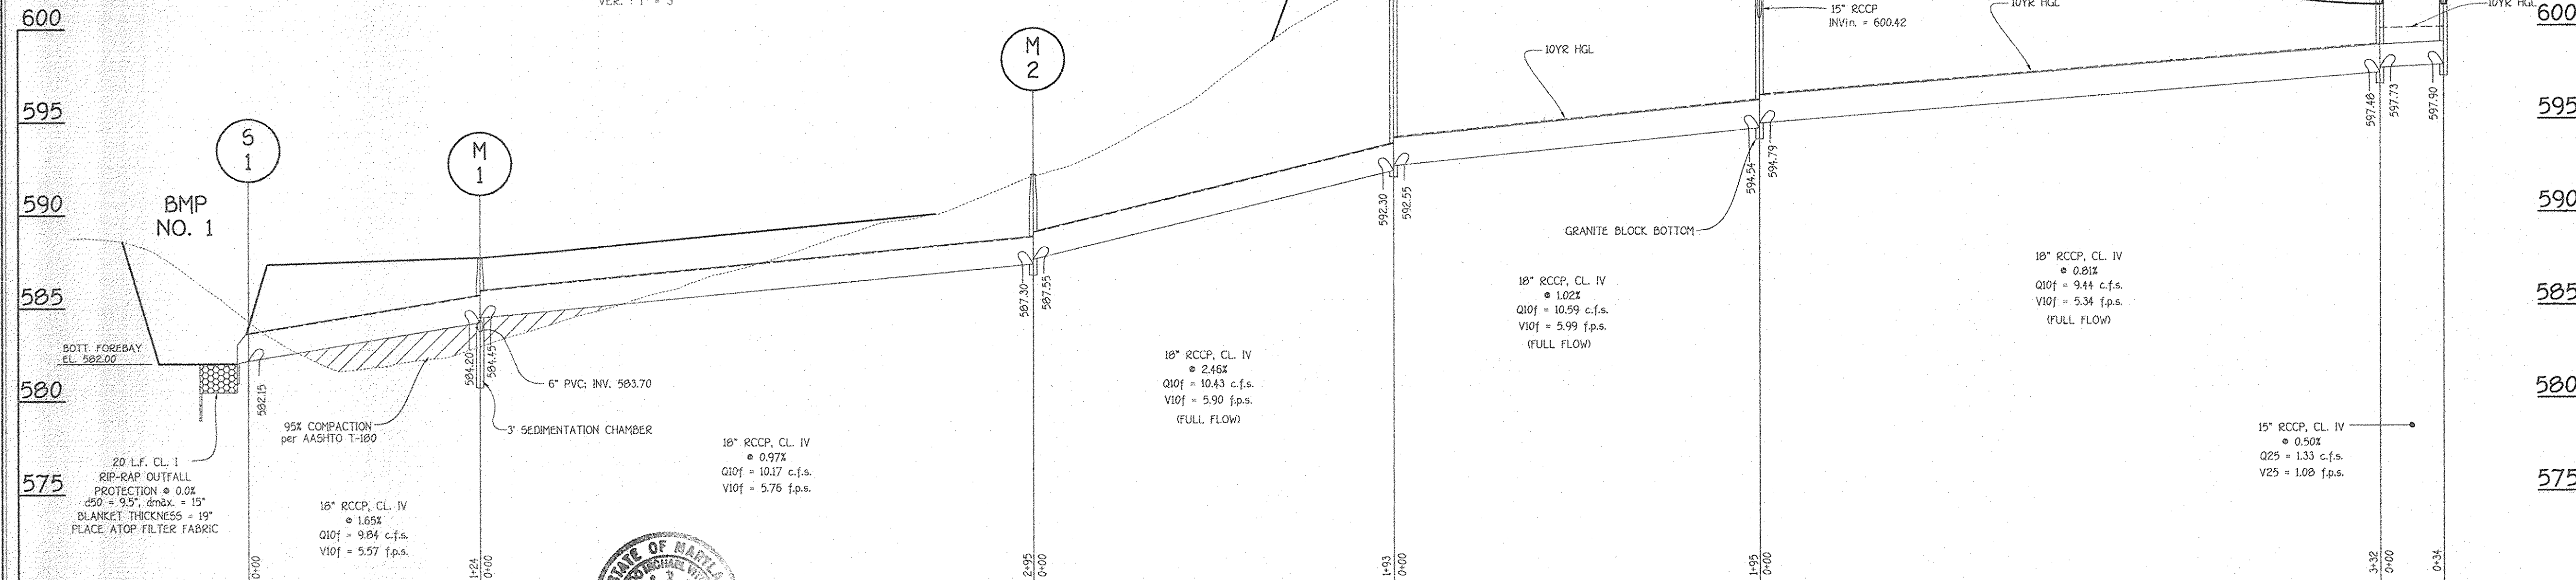 VER. : 1" = 5'
600
595
590
585
580
575
S
1
M
1
M
2
BMP
NO. 1
BOTT. FOREBAY
EL. 582.00
582.15
584.20
584.45
587.30
587.55
592.30
592.55
594.54
594.79
597.48
597.73
597.90
6" PVC; INV. 583.70
3' SEDIMENTATION CHAMBER
95% COMPACTION
per AASHTO T-180
20 L.F. CL. I
RIP-RAP OUTFALL
PROTECTION @ 0.0%
d50 = 9.5", dmax. = 15"
BLANKET THICKNESS = 19"
PLACE ATOP FILTER FABRIC
18" RCCP, CL. IV
@ 1.65%
Q10f = 9.84 c.f.s.
V10f = 5.57 f.p.s.
18" RCCP, CL. IV
@ 0.97%
Q10f = 10.17 c.f.s.
V10f = 5.76 f.p.s.
18" RCCP, CL. IV
@ 2.46%
Q10f = 10.43 c.f.s.
V10f = 5.90 f.p.s.
(FULL FLOW)
10YR HGL
GRANITE BLOCK BOTTOM
18" RCCP, CL. IV
@ 1.02%
Q10f = 10.59 c.f.s.
V10f = 5.99 f.p.s.
(FULL FLOW)
15" RCCP
INVin. = 600.42
10YR HGL
18" RCCP, CL. IV
@ 0.81%
Q10f = 9.44 c.f.s.
V10f = 5.34 f.p.s.
(FULL FLOW)
10YR HGL
15" RCCP, CL. IV
@ 0.50%
Q25 = 1.33 c.f.s.
V25 = 1.08 f.p.s.
600
595
590
585
580
575
0+00
1+24
0+00
2+95
0+00
1+93
0+00
1+95
0+00
3+32
0+00
0+34
STATE OF MARYLA
MICHAEL